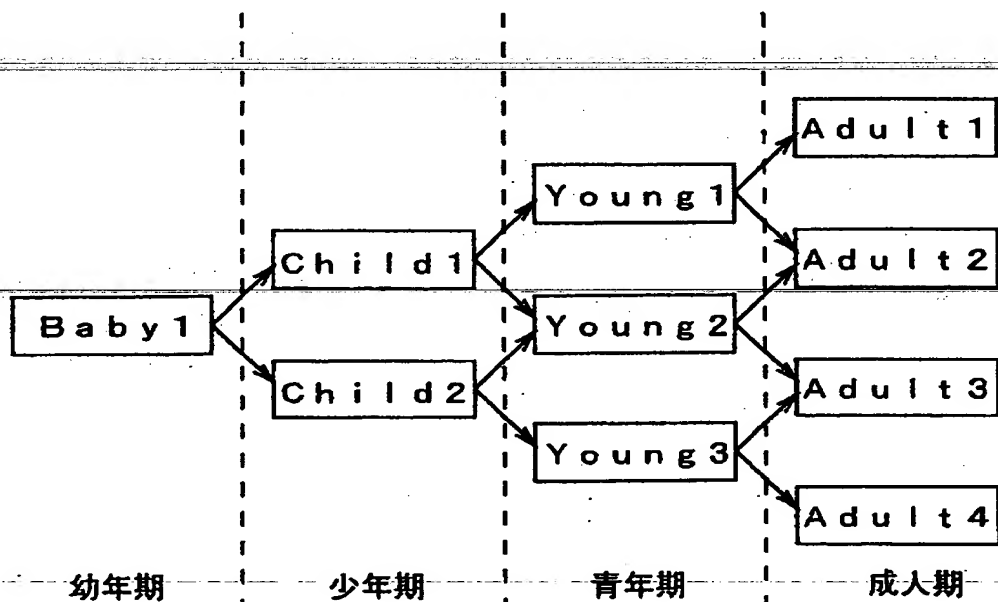 Baby1
Child1
Child2
Young1
Young2
Young3
Adult1
Adult2
Adult3
Adult4
幼年期
少年期
青年期
成人期